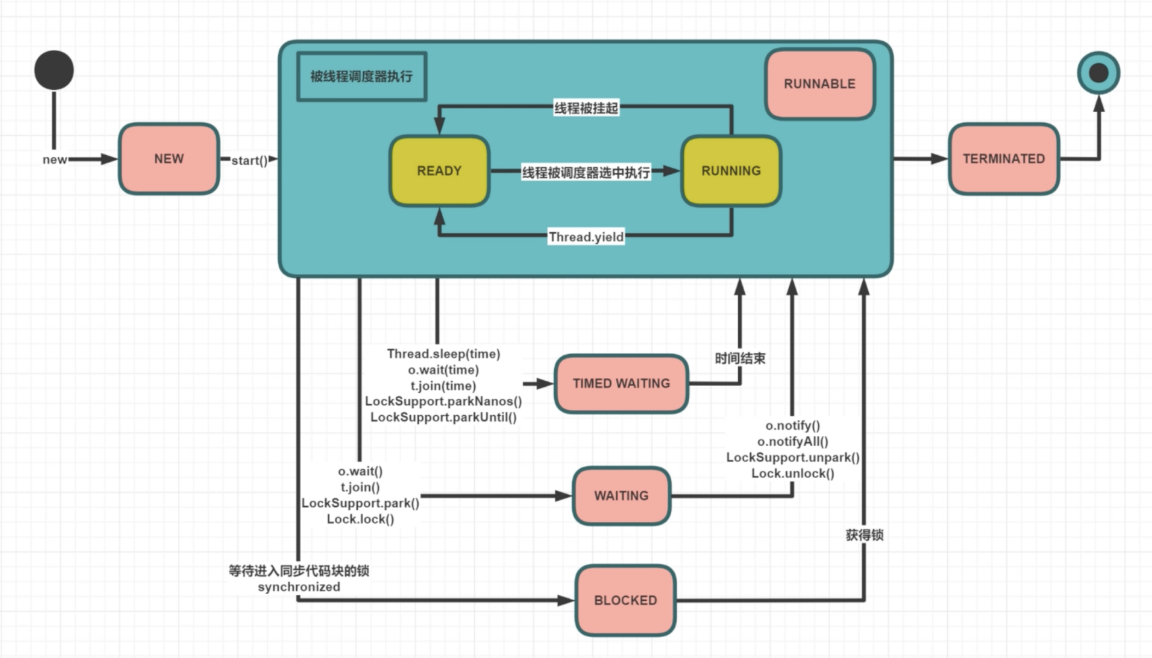 被线程调度器执行
RUNNABLE
线程被挂起
new
NEW
start()
READY
线程被调度器选中执行
RUNNING
TERMINATED
Thread.yield
Thread.sleep(time)
o.wait(time)
t.join(time)
LockSupport.parkNanos()
LockSupport.parkUntil()
TIMED WAITING
时间结束
o.wait()
t.join()
LockSupport.park()
Lock.lock()
WAITING
o.notify()
o.notifyAll()
LockSupport.unpark()
Lock.unlock()
等待进入同步代码块的锁
synchronized
BLOCKED
获得锁